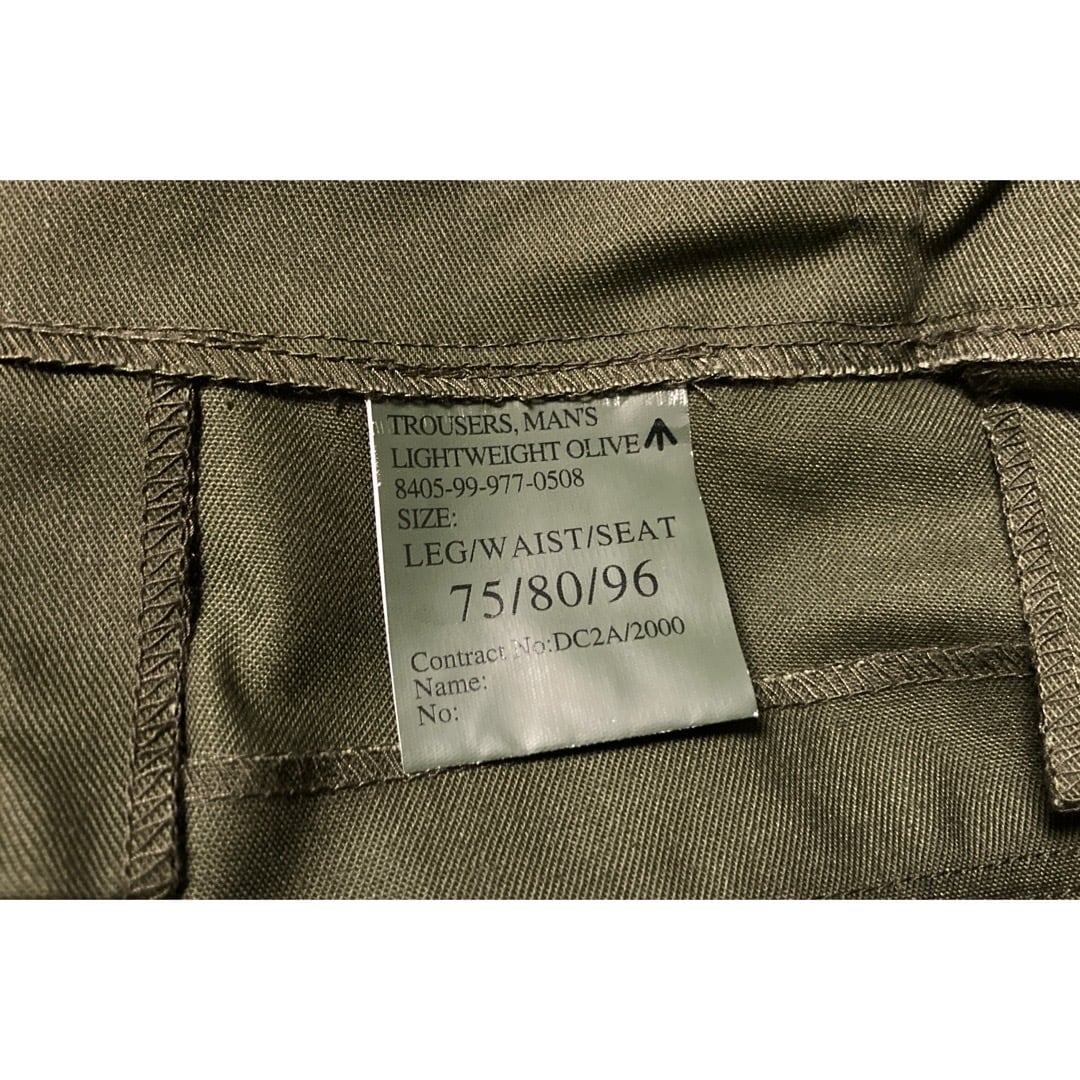 TROUSERS, MAN'S
LIGHTWEIGHT OLIVE
8405-99-977-0508
SIZE:
LEG/WAIST/SEAT
75/80/96
Contract No:DC2A/2000
Name:
No: